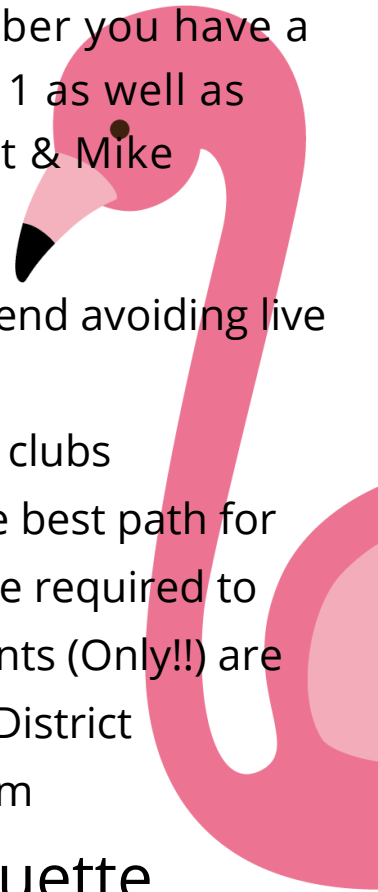 ber you have a
1 as well as
t & Mike
end avoiding live
clubs
e best path for
e required to
nts (Only!!) are
District
m
uette